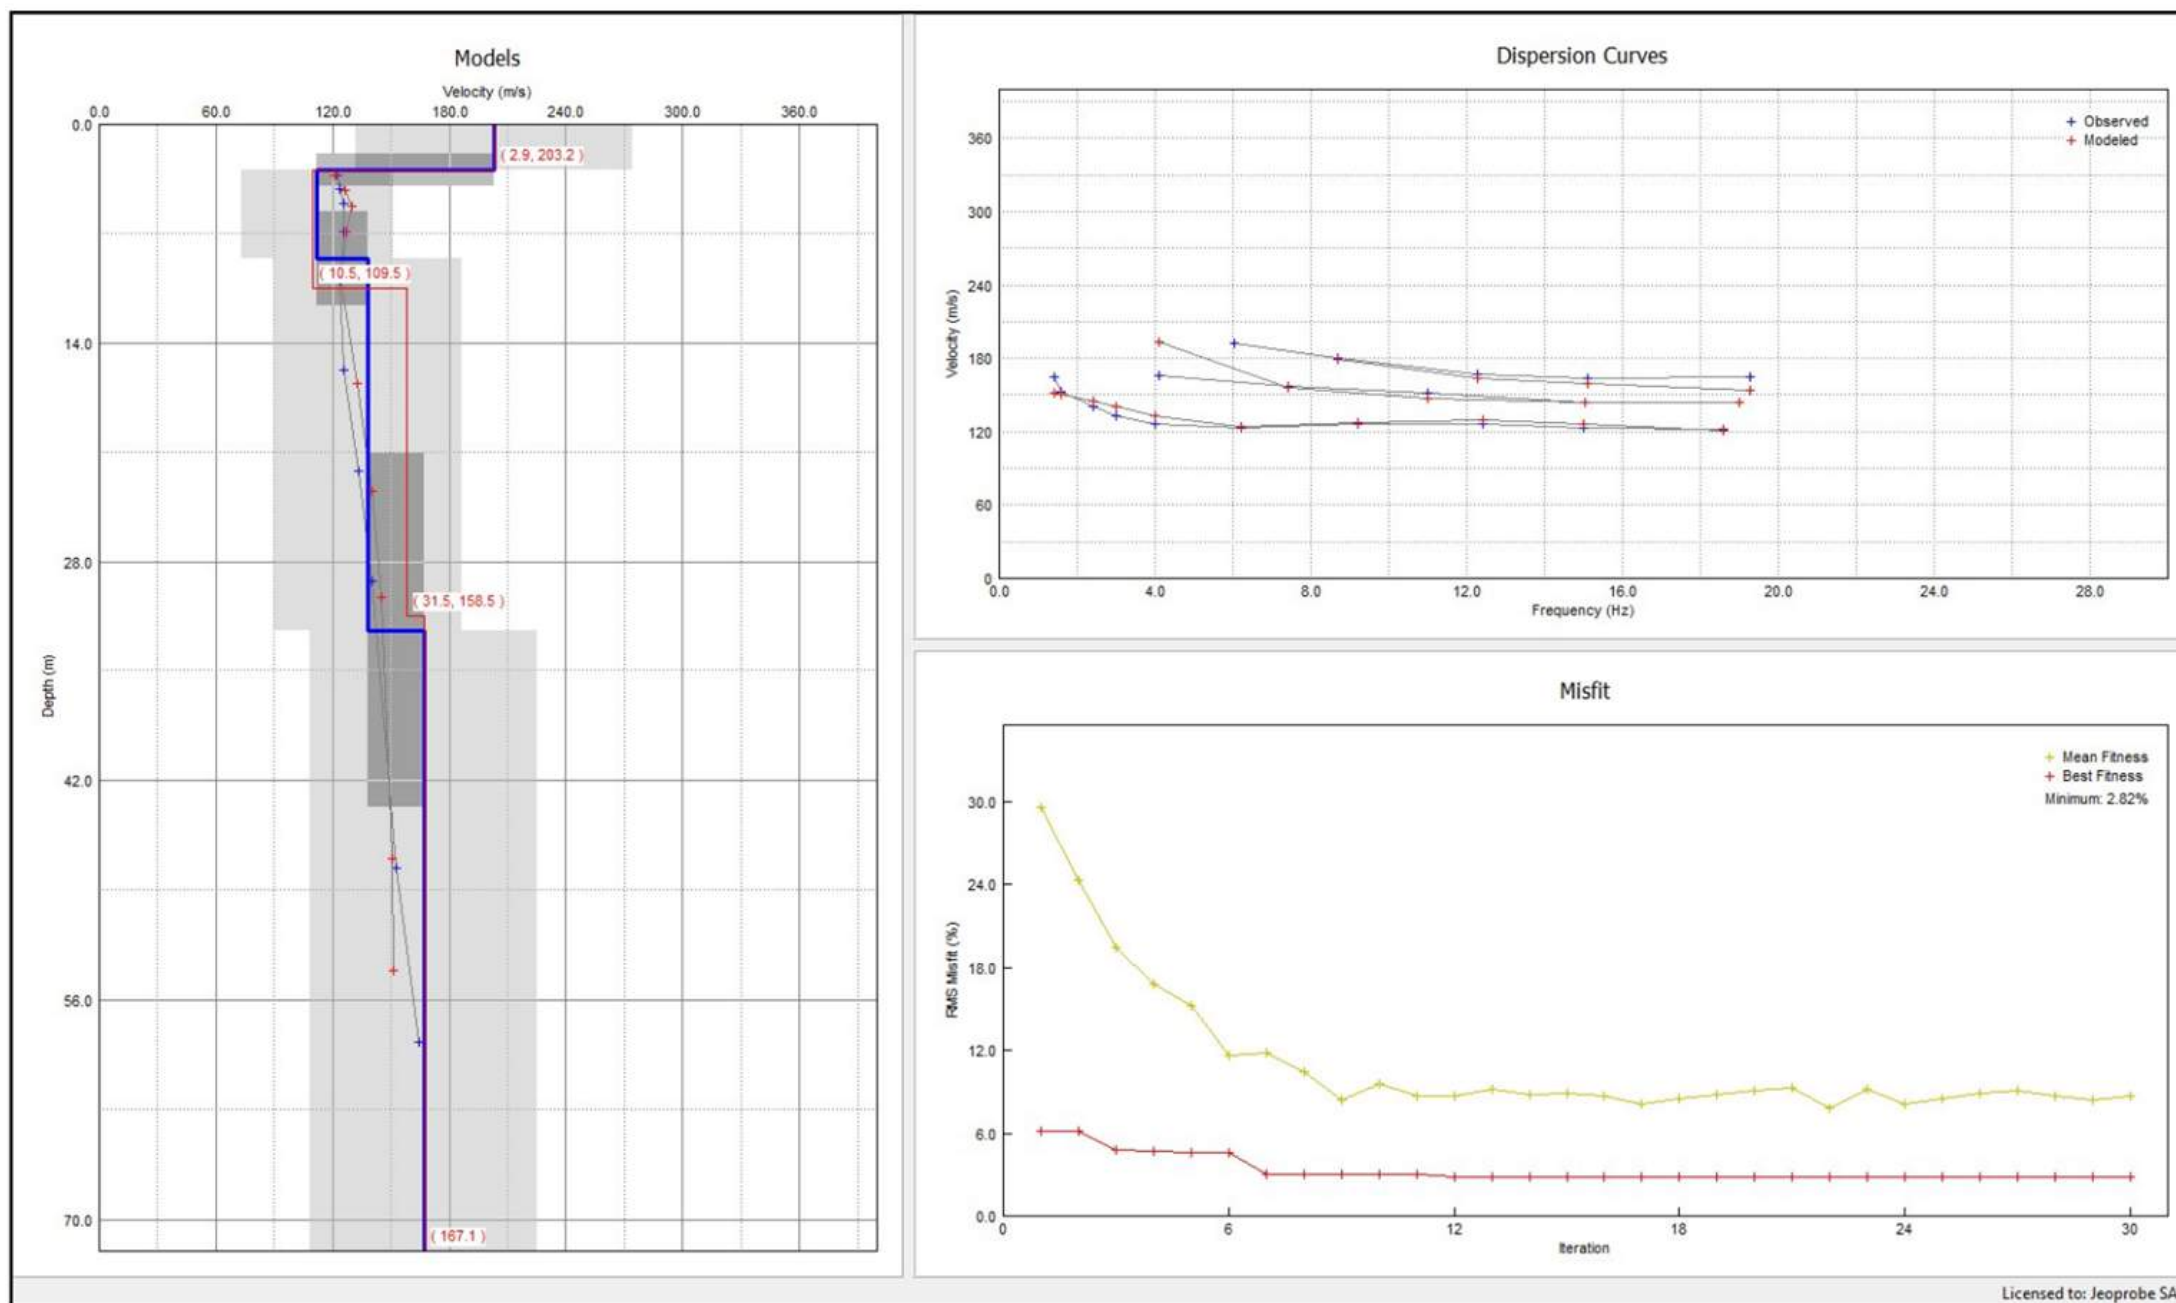 Models
Velocity (m/s)
0.0 60.0 120.0 180.0 240.0 300.0 360.0
0.0
14.0
28.0
42.0
56.0
70.0
Depth (m)
( 2.9, 203.2 )
( 10.5, 109.5 )
( 31.5, 158.5 )
( 167.1 )
Dispersion Curves
+ Observed
+ Modeled
360
300
240
180
120
60
0
Velocity (m/s)
0.0 4.0 8.0 12.0 16.0 20.0 24.0 28.0
Frequency (Hz)
Misfit
+ Mean Fitness
+ Best Fitness
Minimum: 2.82%
30.0
24.0
18.0
12.0
6.0
0.0
RMS Misfit (%)
0 6 12 18 24 30
Iteration
Licensed to: Jeoprobe SA